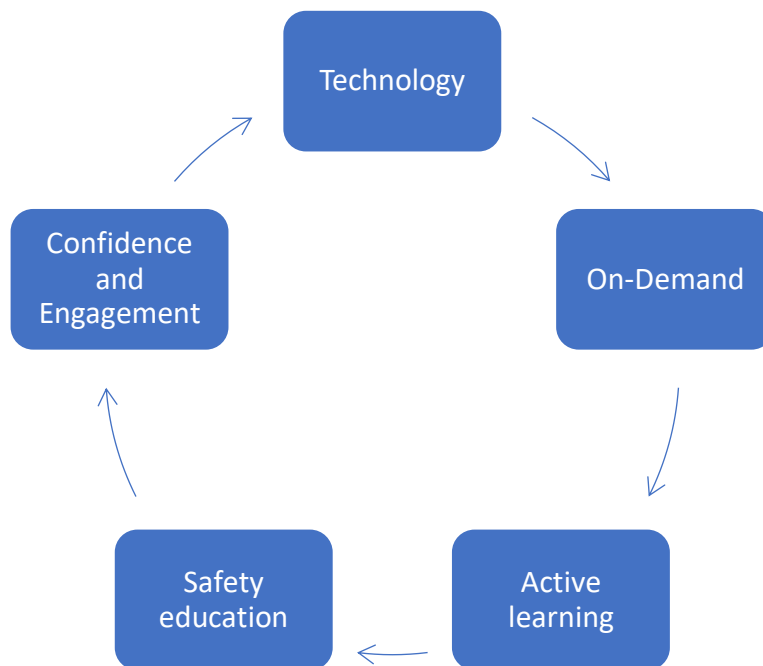 Technology
On-Demand
Active
learning
Safety
education
Confidence
and
Engagement